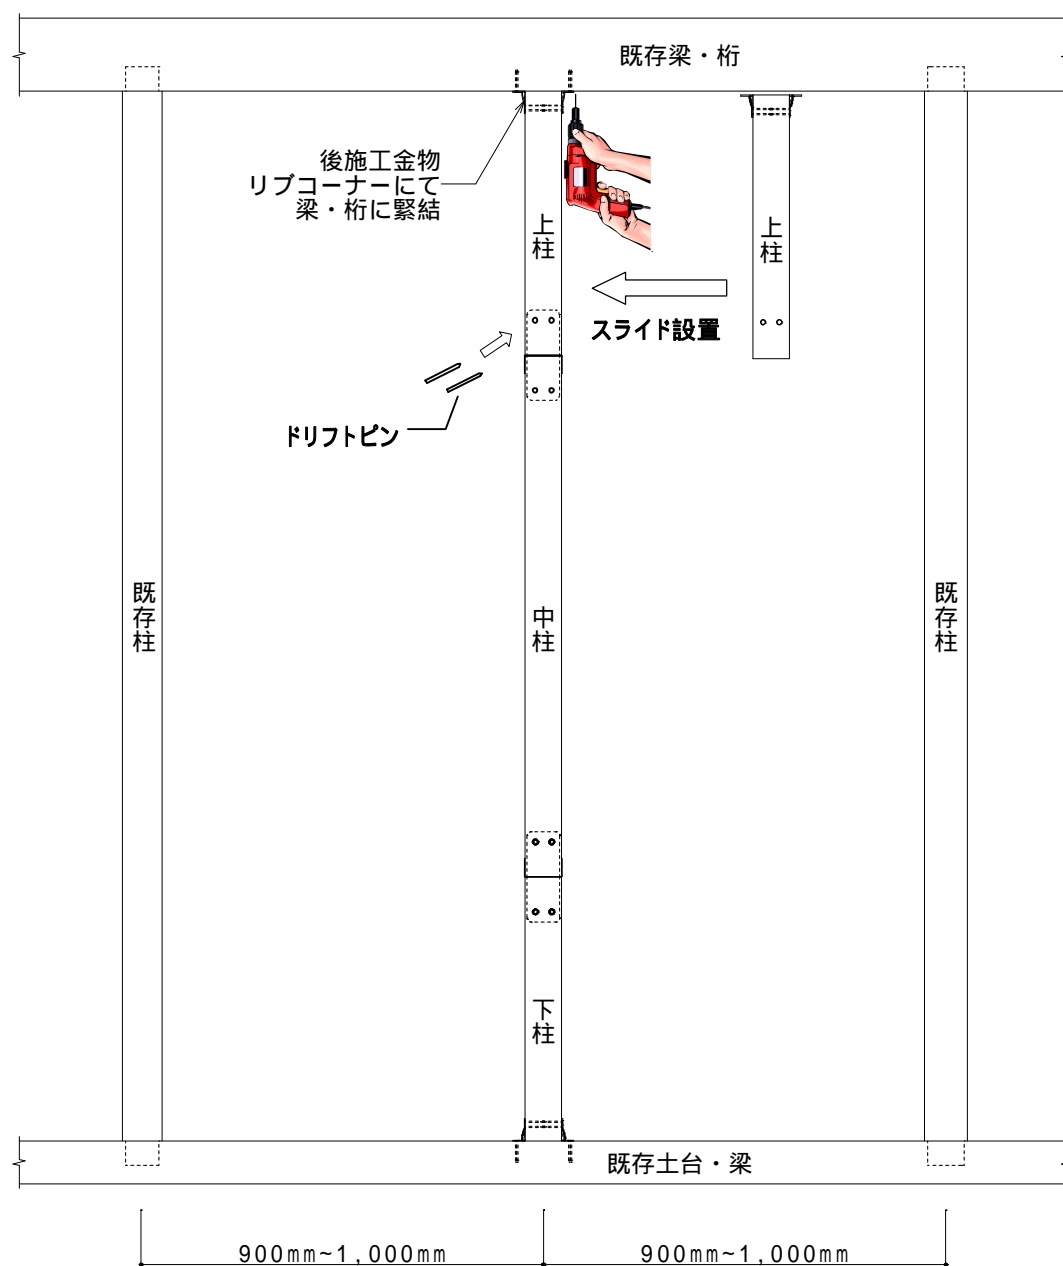 既存梁・桁
後施工金物
リブコーナーにて
梁・桁に緊結
上柱
上柱
スライド設置
ドリフトピン
既存柱
中柱
既存柱
下柱
既存土台・梁
900mm~1,000mm
900mm~1,000mm